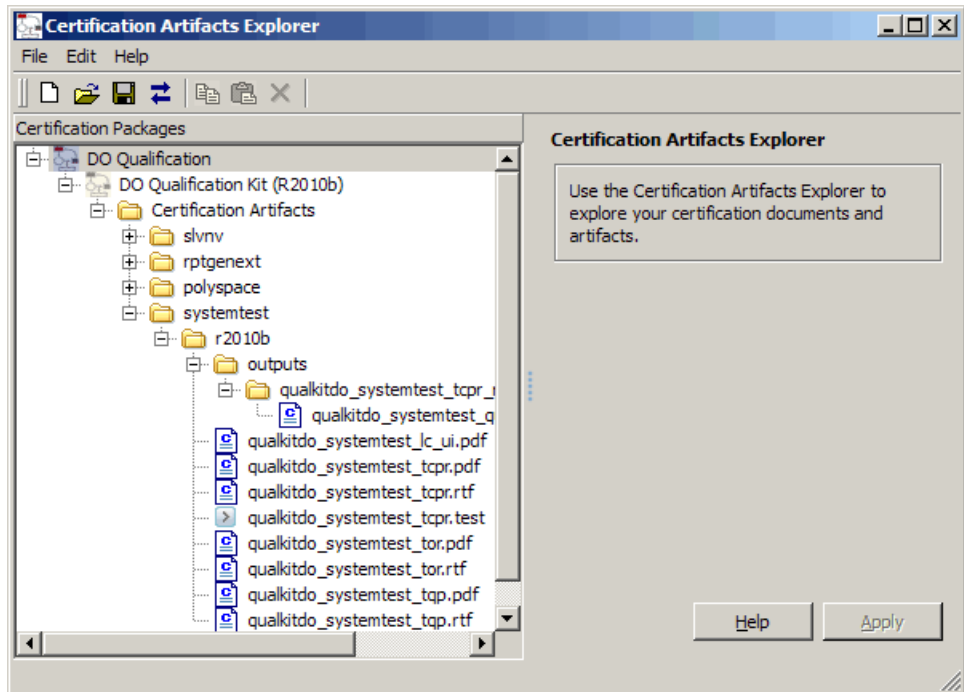 Certification Artifacts Explorer
File Edit Help
Certification Packages
DO Qualification
DO Qualification Kit (R2010b)
Certification Artifacts
slvnv
rptgenext
polyspace
systemtest
r2010b
outputs
qualkitdo_systemtest_tcpr_
qualkitdo_systemtest_q
qualkitdo_systemtest_lc_ui.pdf
qualkitdo_systemtest_tcpr.pdf
qualkitdo_systemtest_tcpr.rtf
qualkitdo_systemtest_tcpr.test
qualkitdo_systemtest_tor.pdf
qualkitdo_systemtest_tor.rtf
qualkitdo_systemtest_tqp.pdf
qualkitdo_systemtest_tqp.rtf
Certification Artifacts Explorer
Use the Certification Artifacts Explorer to
explore your certification documents and
artifacts.
Help Apply